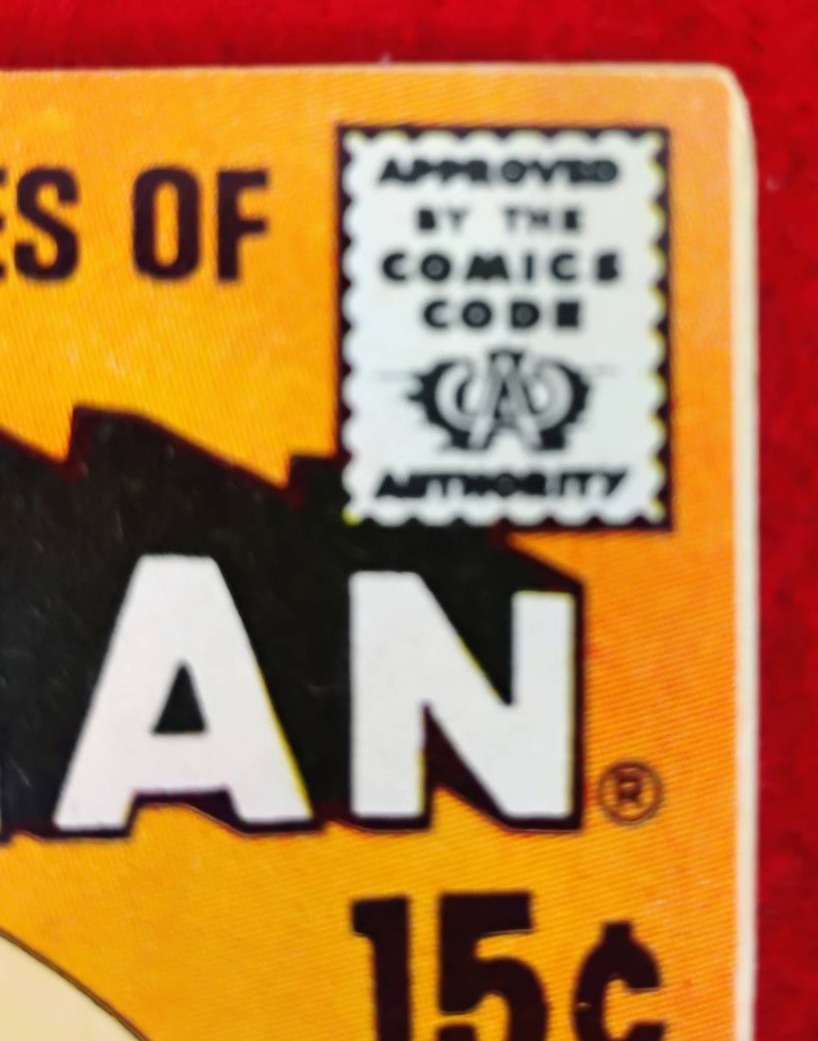 ES OF
APPROVED
BY THE
COMICS
CODE
A
AUTHORITY
AN®
15¢